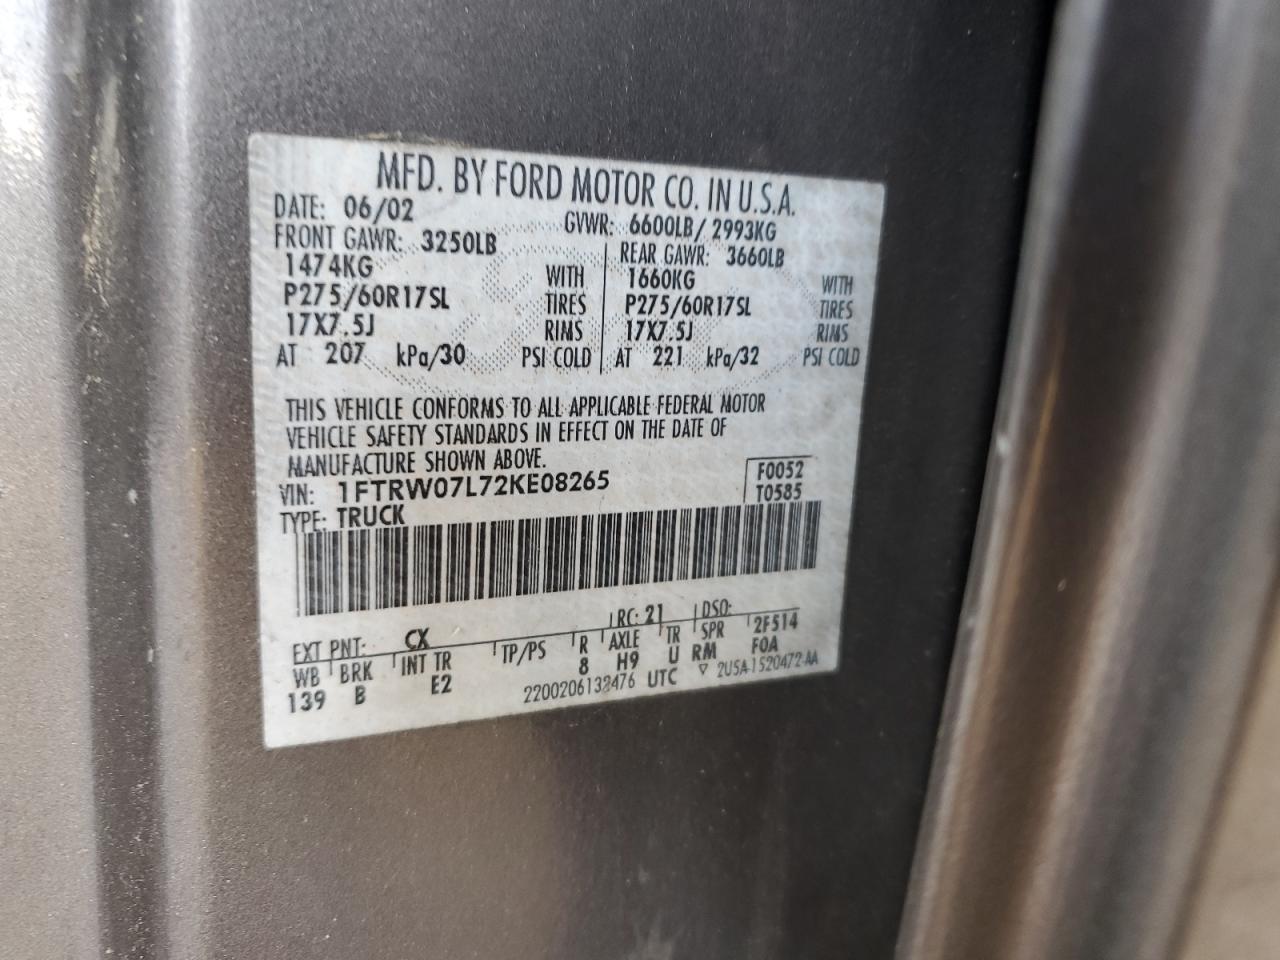 MFD. BY FORD MOTOR CO. IN U.S.A.
DATE: 06/02 GVWR: 6600LB/ 2993KG
FRONT GAWR: 3250LB REAR GAWR: 3660LB
1474KG WITH 1660KG WITH
P275/60R17SL TIRES P275/60R17SL TIRES
17X7.5J RIMS 17X7.5J RIMS
AT 207 kPa/30 PSI COLD AT 221 kPa/32 PSI COLD
THIS VEHICLE CONFORMS TO ALL APPLICABLE FEDERAL MOTOR
VEHICLE SAFETY STANDARDS IN EFFECT ON THE DATE OF
MANUFACTURE SHOWN ABOVE.
VIN: 1FTRW07L72KE08265 F0052
TYPE: TRUCK T0585
EXT PNT: CX RC: 21 DSO:
WB BRK INT TR TP/PS R AXLE TR SPR 2F514
139 B E2 8 H9 U RM FOA
UTC ▽ 2USA-1520472-AA